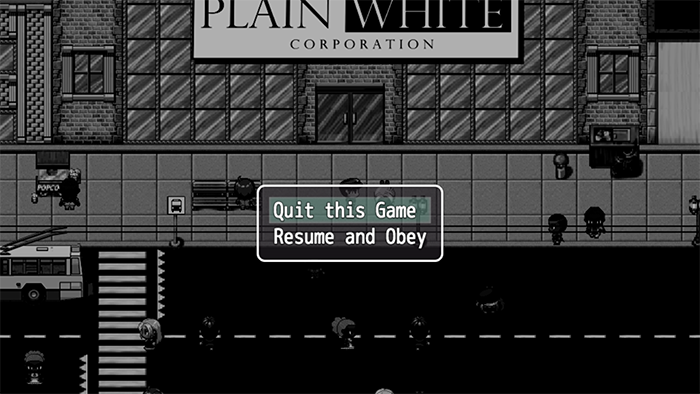 PLAIN WHITE
CORPORATION
POPCO
Quit this Game
Resume and Obey